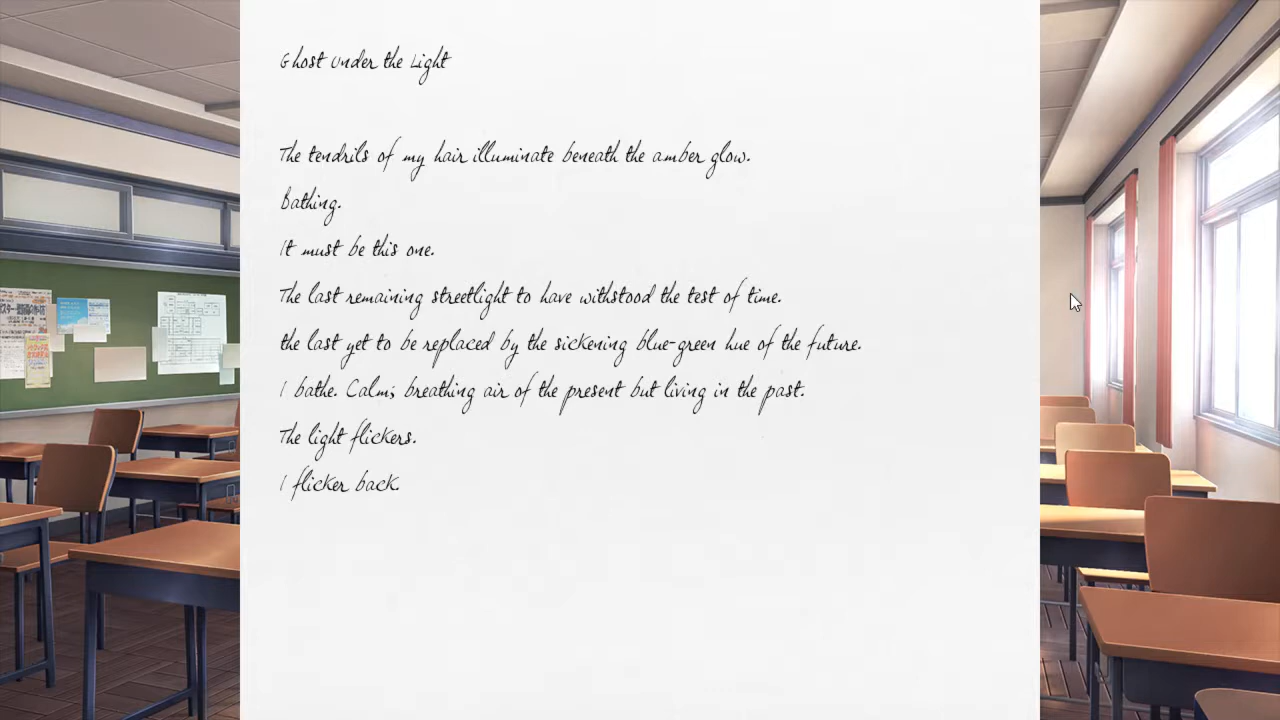 Ghost Under the Light
The tendrils of my hair illuminate beneath the amber glow.
Bathing.
It must be this one.
The last remaining streetlight to have withstood the test of time.
the last yet to be replaced by the sickening blue-green hue of the future.
I bathe. Calm; breathing air of the present but living in the past.
The light flickers.
I flicker back.